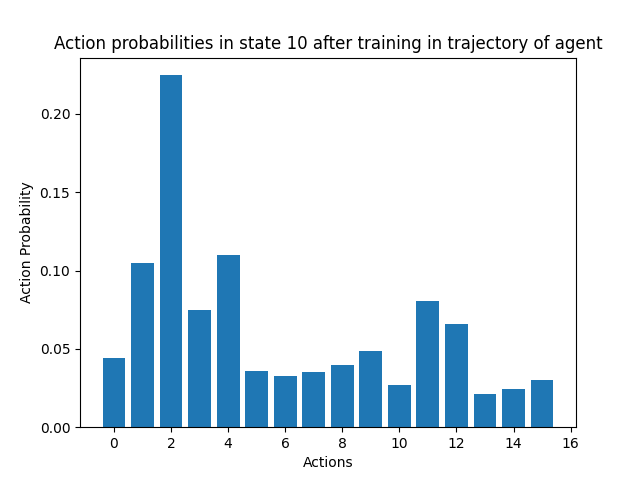 Action probabilities in state 10 after training in trajectory of agent
Action Probability
0.20
0.15
0.10
0.05
0.00
0 2 4 6 8 10 12 14 16
Actions